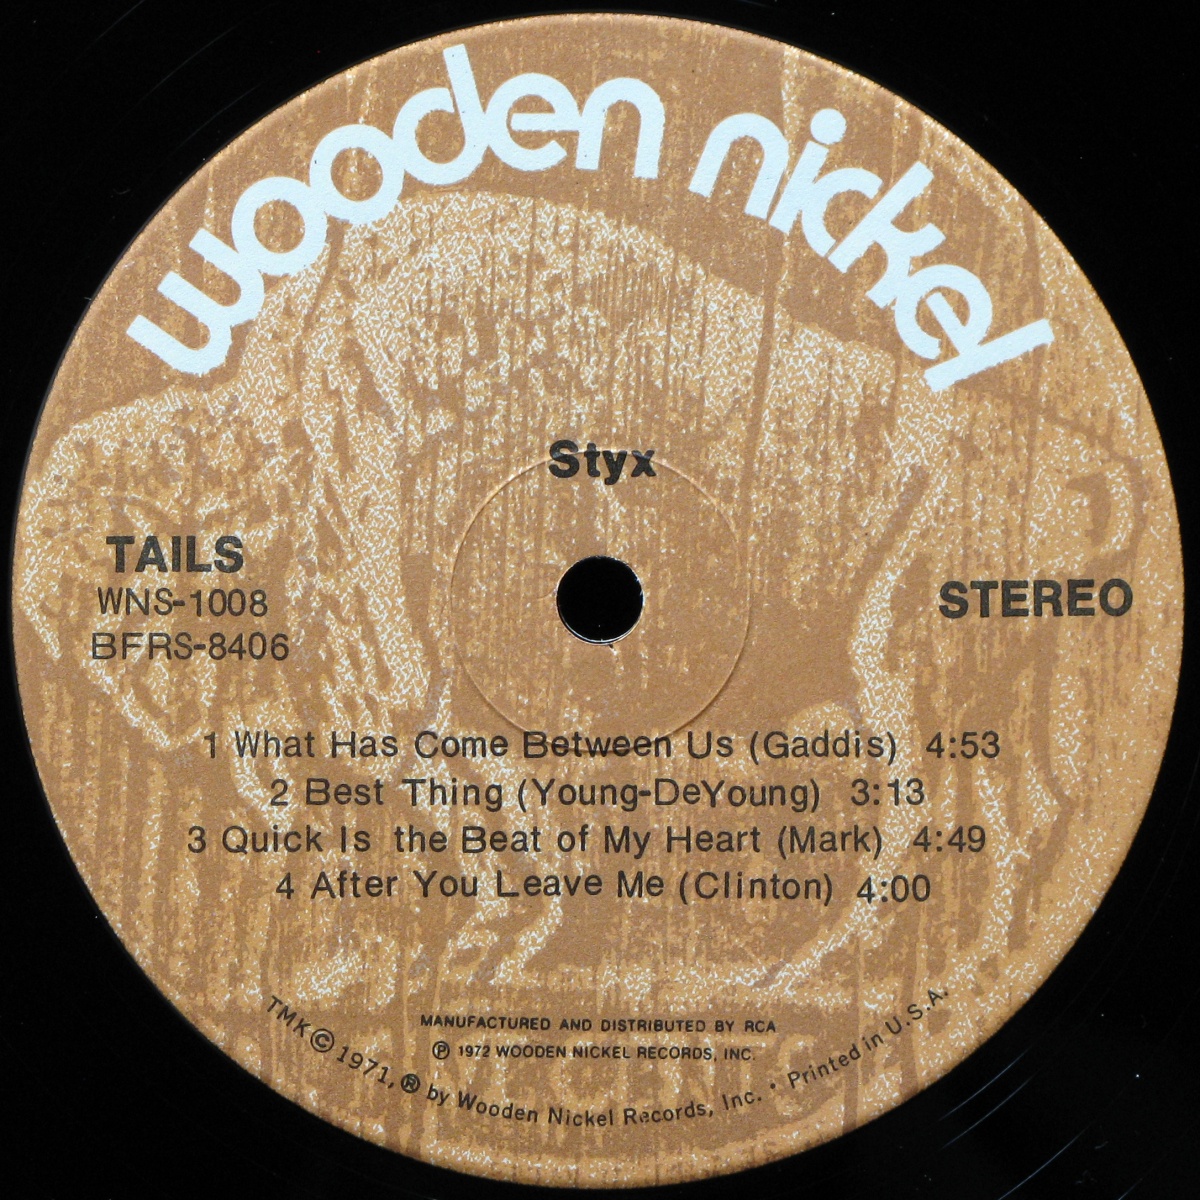 wooden nickel
Styx
TAILS
WNS-1008
BFRS-8406
STEREO
1 What Has Come Between Us (Gaddis) 4:53
2 Best Thing (Young-DeYoung) 3:13
3 Quick Is the Beat of My Heart (Mark) 4:49
4 After You Leave Me (Clinton) 4:00
MANUFACTURED AND DISTRIBUTED BY RCA
℗ 1972 WOODEN NICKEL RECORDS, INC.
TMK © 1971, ® by Wooden Nickel Records, Inc. • Printed in U.S.A.